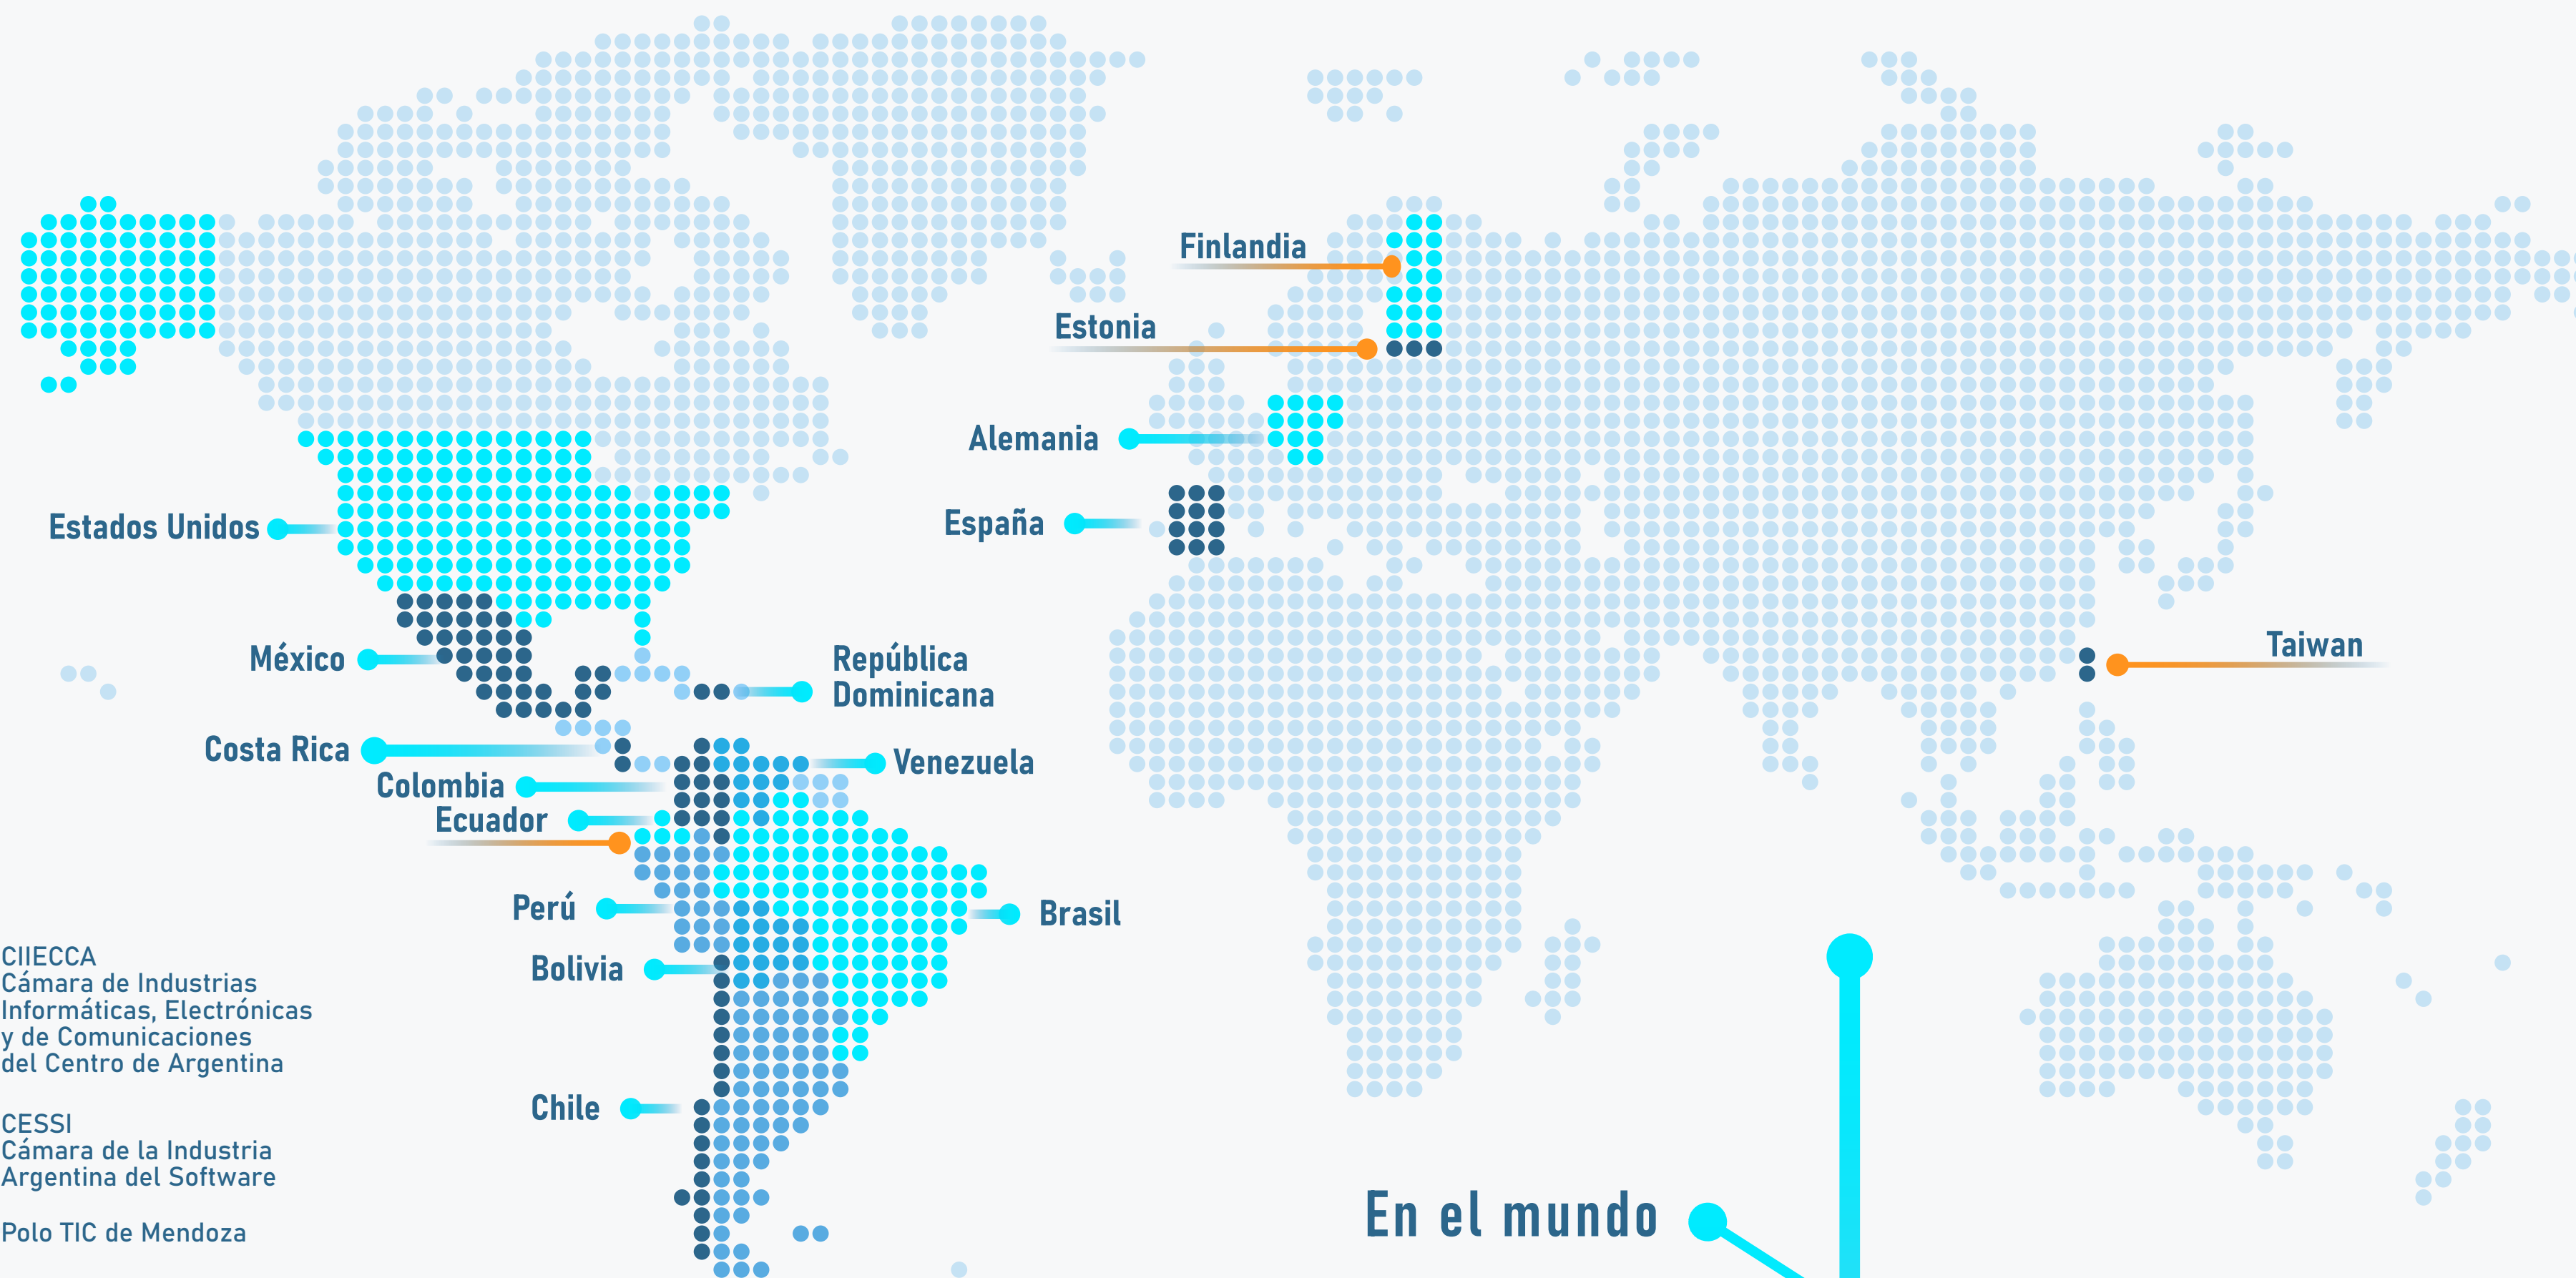 Finlandia
Estonia
Alemania
España
Estados Unidos
México
República
Dominicana
Taiwan
Costa Rica
Venezuela
Colombia
Ecuador
Perú
Brasil
Bolivia
Chile
CIIECCA
Cámara de Industrias
Informáticas, Electrónicas
y de Comunicaciones
del Centro de Argentina
CESSI
Cámara de la Industria
Argentina del Software
Polo TIC de Mendoza
En el mundo